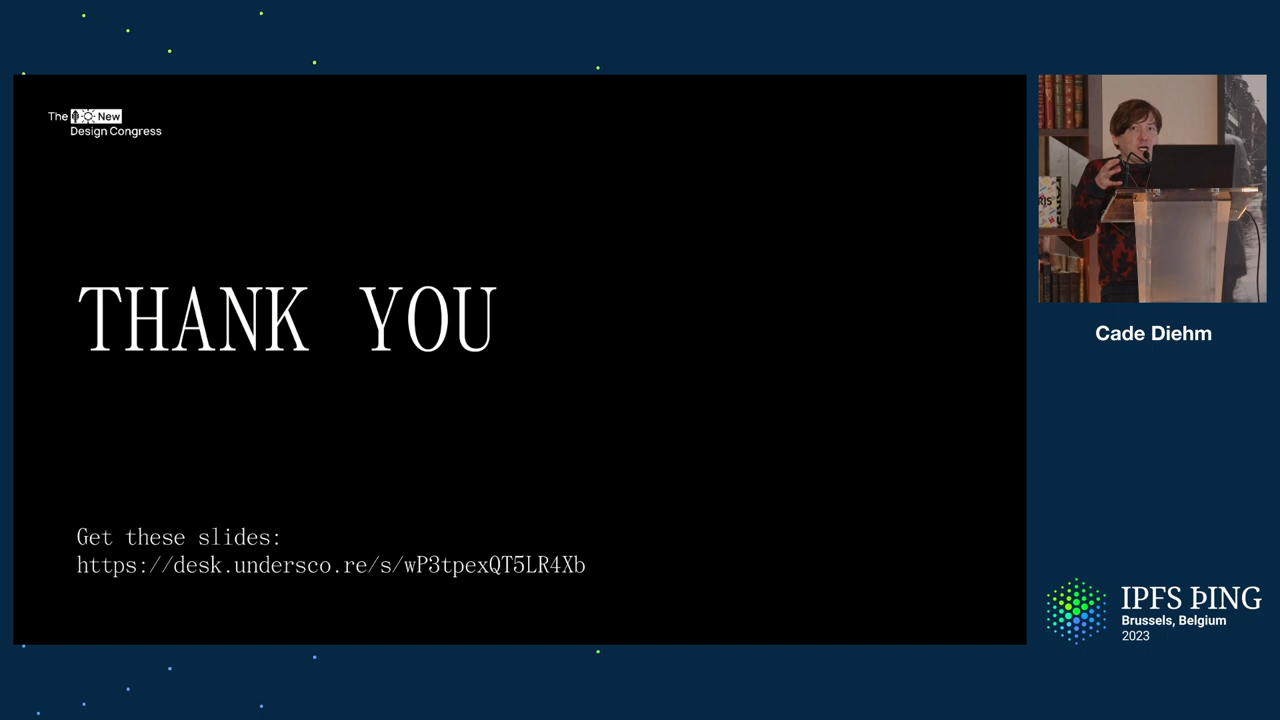 The New
Design Congress
THANK YOU
Get these slides:
https://desk.undersco.re/s/wP3tpexQT5LR4Xb
Cade Diehm
IPFS ÞING
Brussels, Belgium
2023